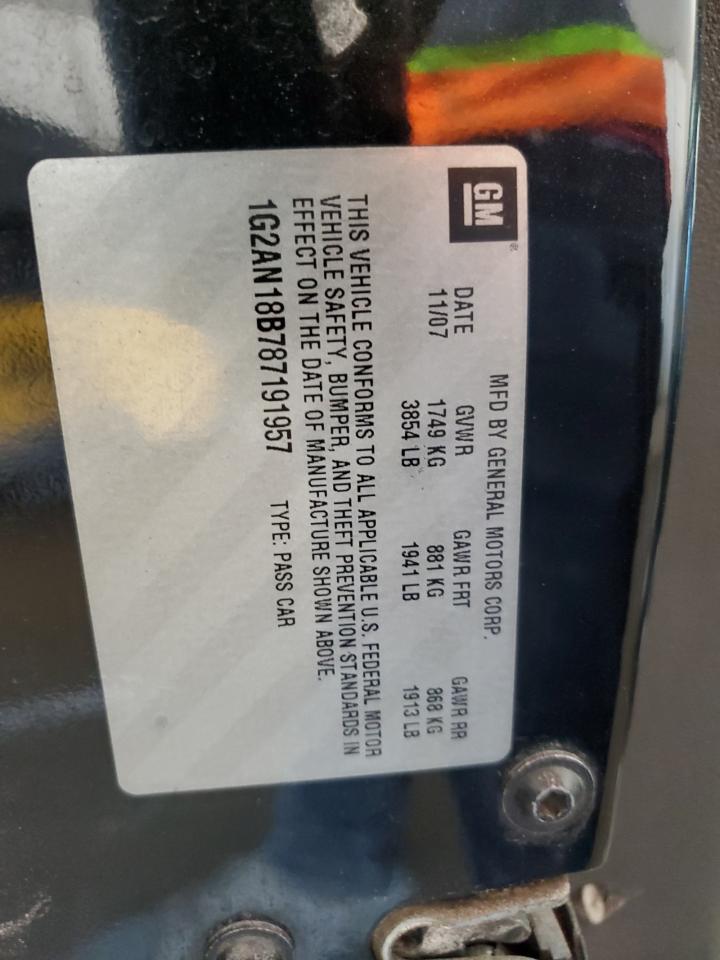 GM
MFD BY GENERAL MOTORS CORP.
DATE GVWR GAWR FRT GAWR RR
11/07 1749 KG 881 KG 868 KG
3854 LB 1941 LB 1913 LB
THIS VEHICLE CONFORMS TO ALL APPLICABLE U.S. FEDERAL MOTOR
VEHICLE SAFETY, BUMPER, AND THEFT PREVENTION STANDARDS IN
EFFECT ON THE DATE OF MANUFACTURE SHOWN ABOVE.
1G2AN18B787191957 TYPE: PASS CAR